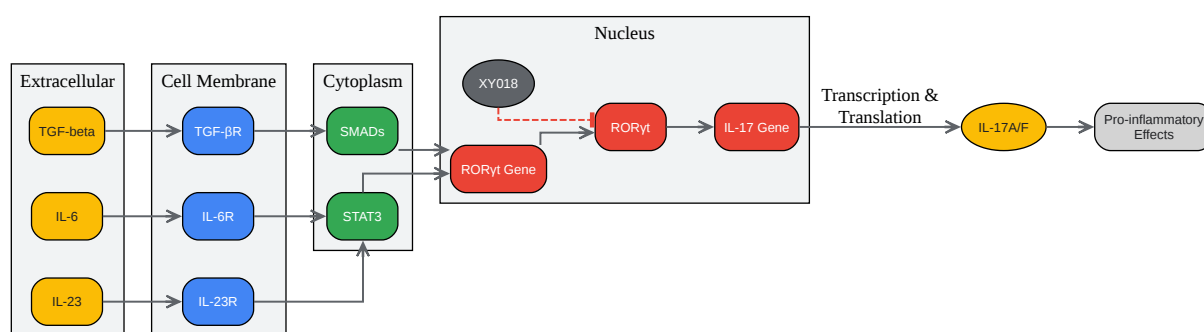 Extracellular
TGF-beta
IL-6
IL-23
Cell Membrane
TGF-βR
IL-6R
IL-23R
Cytoplasm
SMADs
STAT3
Nucleus
XY018
RORγt Gene
RORγt
IL-17 Gene
Transcription &
Translation
IL-17A/F
Pro-inflammatory
Effects